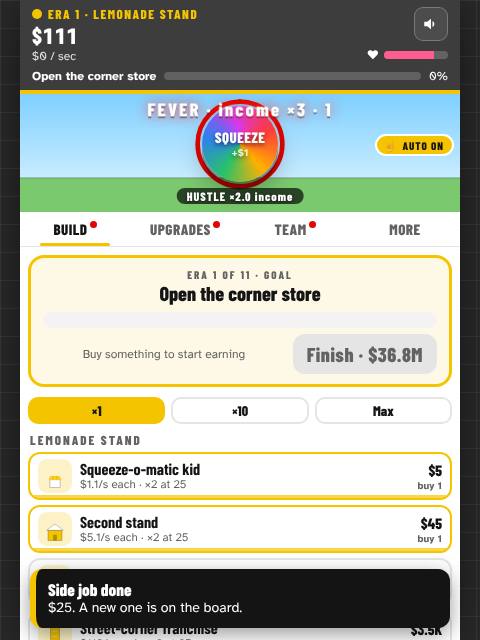 ERA 1 · LEMONADE STAND
$111
$0 / sec
Open the corner store 0%
FEVER · income ×3 · 1
SQUEEZE
+$1
AUTO ON
HUSTLE ×2.0 income
BUILD UPGRADES TEAM MORE
ERA 1 OF 11 · GOAL
Open the corner store
Buy something to start earning
Finish · $36.8M
×1 ×10 Max
LEMONADE STAND
Squeeze-o-matic kid $5
$1.1/s each · ×2 at 25 buy 1
Second stand $45
$5.1/s each · ×2 at 25 buy 1
Side job done
$25. A new one is on the board.
Street-corner franchise $3.5K